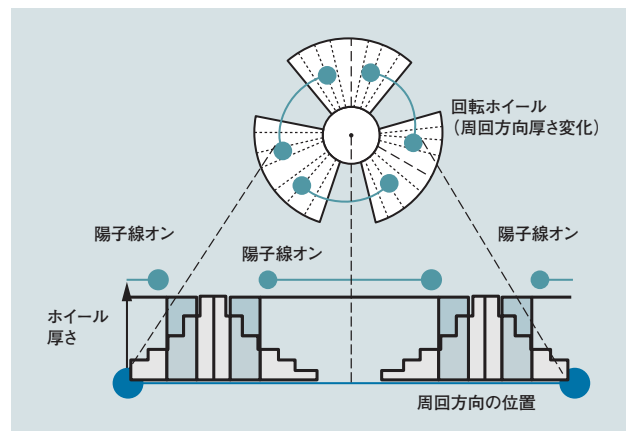 回転ホイール
(周回方向厚さ変化)
陽子線オン
陽子線オン
陽子線オン
ホイール
厚さ
周回方向の位置